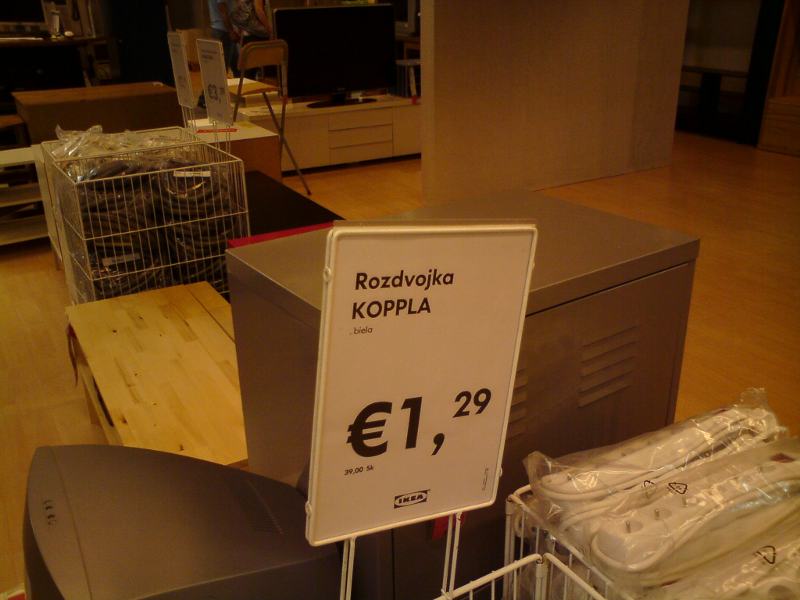 Rozdvojka
KOPPLA
biela
€1,29
39,00 Sk
IKEA